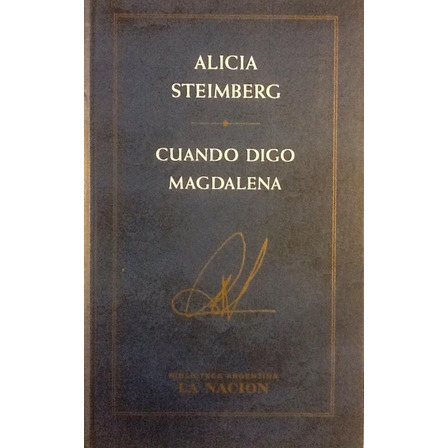 ALICIA
STEIMBERG
CUANDO DIGO
MAGDALENA
BIBLIOTECA ARGENTINA
LA NACION